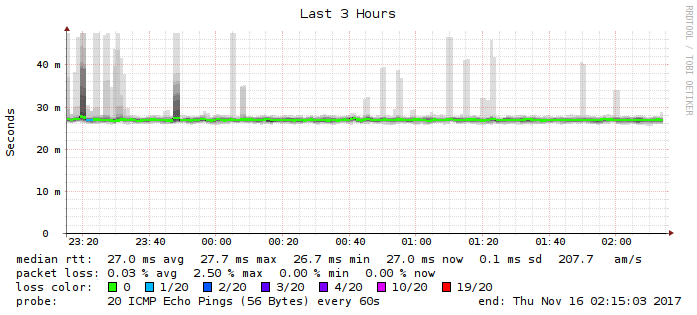 Last 3 Hours
RRDTOOL / TOBI OETIKER
Seconds
40 m
30 m
20 m
10 m
0
23:20 23:40 00:00 00:20 00:40 01:00 01:20 01:40 02:00
median rtt: 27.0 ms avg 27.7 ms max 26.7 ms min 27.0 ms now 0.1 ms sd 207.7 am/s
packet loss: 0.03 % avg 2.50 % max 0.00 % min 0.00 % now
loss color: 0 1/20 2/20 3/20 4/20 10/20 19/20
probe: 20 ICMP Echo Pings (56 Bytes) every 60s end: Thu Nov 16 02:15:03 2017